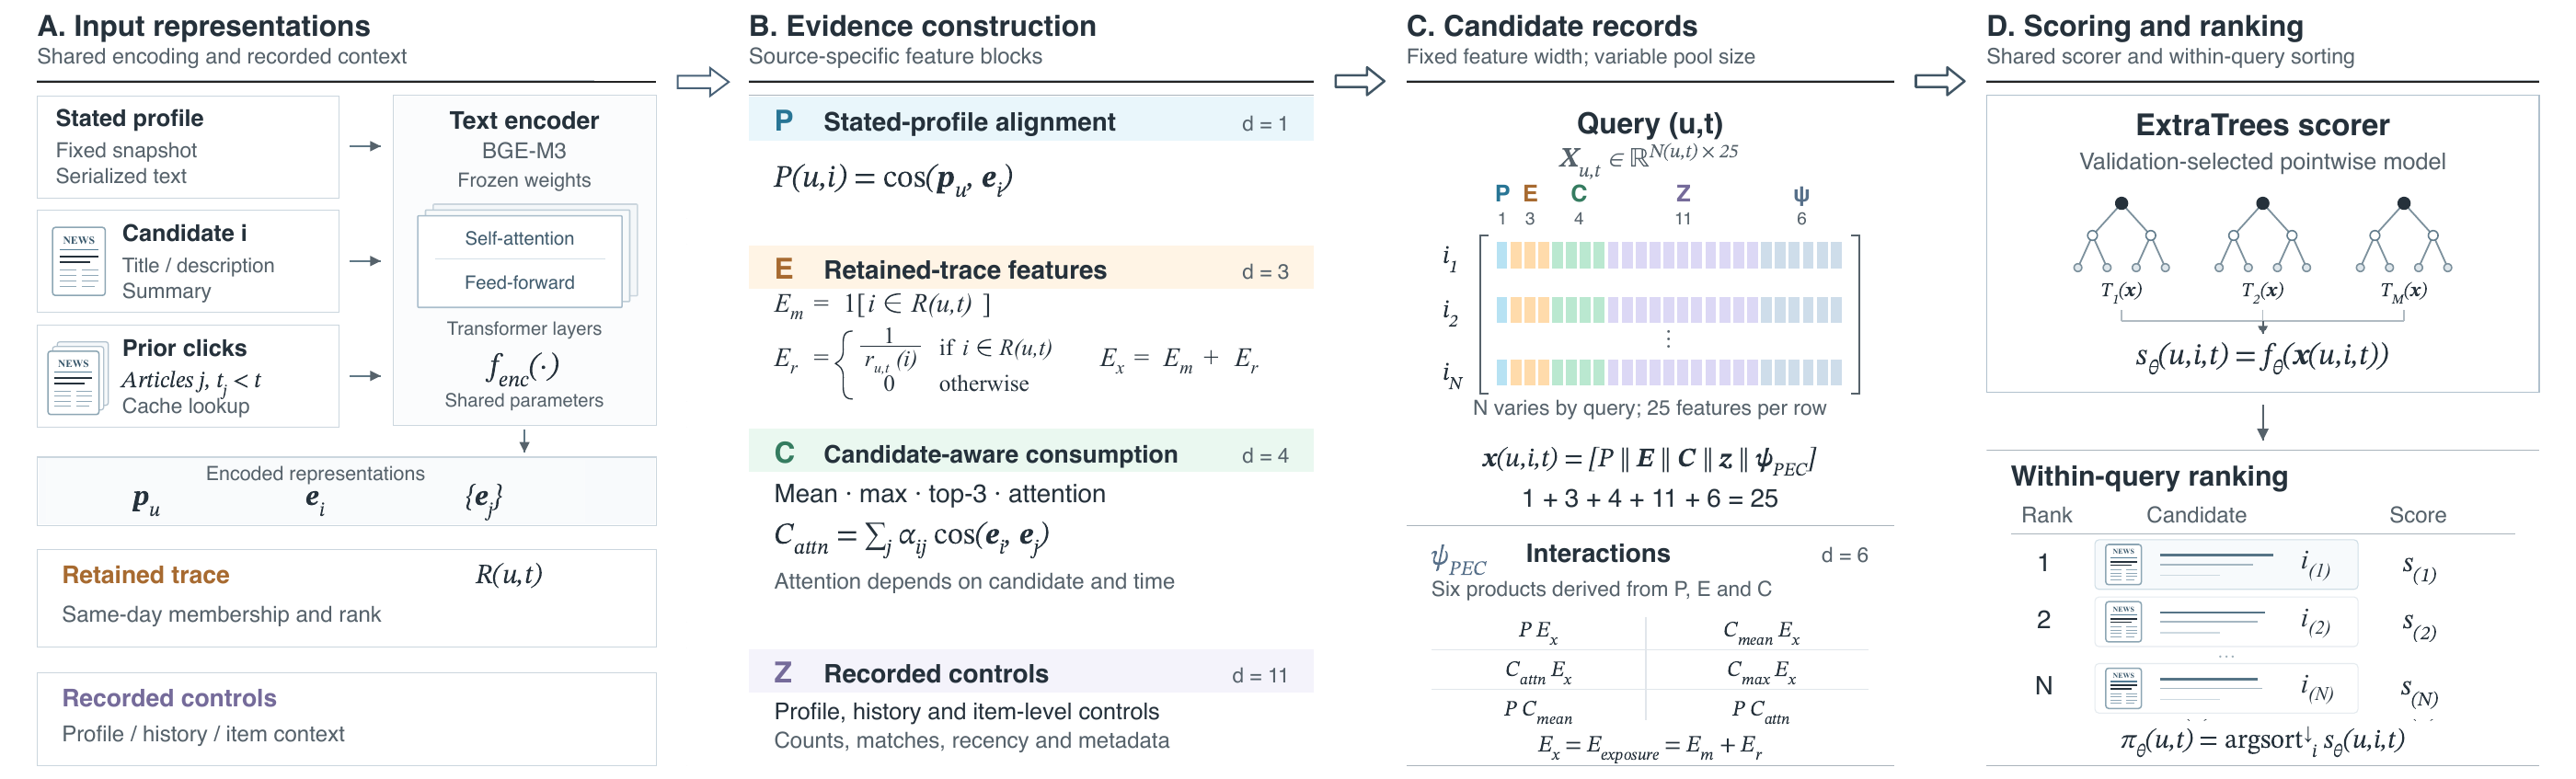 A. Input representations
Shared encoding and recorded context
Stated profile
Fixed snapshot
Serialized text
NEWS
Candidate i
Title / description
Summary
NEWS
Prior clicks
Articles j, t_j < t
Cache lookup
Text encoder
BGE-M3
Frozen weights
Self-attention
Feed-forward
Transformer layers
f_enc(·)
Shared parameters
Encoded representations
p_u e_i {e_j}
Retained trace R(u,t)
Same-day membership and rank
Recorded controls
Profile / history / item context
B. Evidence construction
Source-specific feature blocks
P Stated-profile alignment d = 1
P(u,i) = cos(p_u, e_i)
E Retained-trace features d = 3
E_m = 1[i ∈ R(u,t) ]
E_r = { 1 / r_{u,t}(i) if i ∈ R(u,t)
0 otherwise
E_x = E_m + E_r
C Candidate-aware consumption d = 4
Mean · max · top-3 · attention
C_attn = ∑_j α_ij cos(e_i, e_j)
Attention depends on candidate and time
Z Recorded controls d = 11
Profile, history and item-level controls
Counts, matches, recency and metadata
C. Candidate records
Fixed feature width; variable pool size
Query (u,t)
X_{u,t} ∈ ℝ^{N(u,t) × 25}
P E C Z ψ
1 3 4 11 6
i_1
i_2
⋮
i_N
N varies by query; 25 features per row
x(u,i,t) = [P ∥ E ∥ C ∥ z ∥ ψ_PEC]
1 + 3 + 4 + 11 + 6 = 25
ψ_PEC Interactions d = 6
Six products derived from P, E and C
P E_x C_mean E_x
C_attn E_x C_max E_x
P C_mean P C_attn
E_x = E_exposure = E_m + E_r
D. Scoring and ranking
Shared scorer and within-query sorting
ExtraTrees scorer
Validation-selected pointwise model
T_1(x) T_2(x) T_M(x)
s_θ(u,i,t) = f_θ(x(u,i,t))
Within-query ranking
Rank Candidate Score
1 NEWS i_(1) s_(1)
2 NEWS i_(2) s_(2)
...
N NEWS i_(N) s_(N)
π_θ(u,t) = argsort↓_i s_θ(u,i,t)